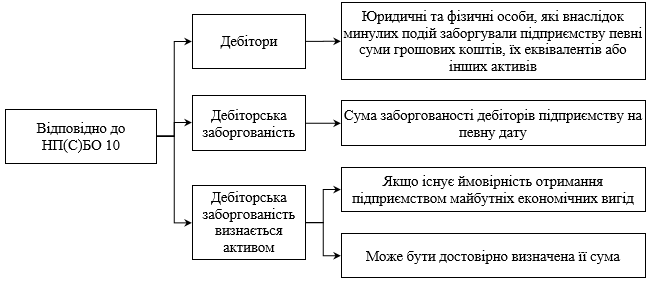 Відповідно до
НП(С)БО 10
Дебітори
Юридичні та фізичні особи, які внаслідок
минулих подій заборгували підприємству певні
суми грошових коштів, їх еквівалентів або
інших активів
Дебіторська
заборгованість
Сума заборгованості дебіторів підприємству на
певну дату
Дебіторська
заборгованість
визнається
активом
Якщо існує ймовірність отримання
підприємством майбутніх економічних вигід
Може бути достовірно визначена її сума